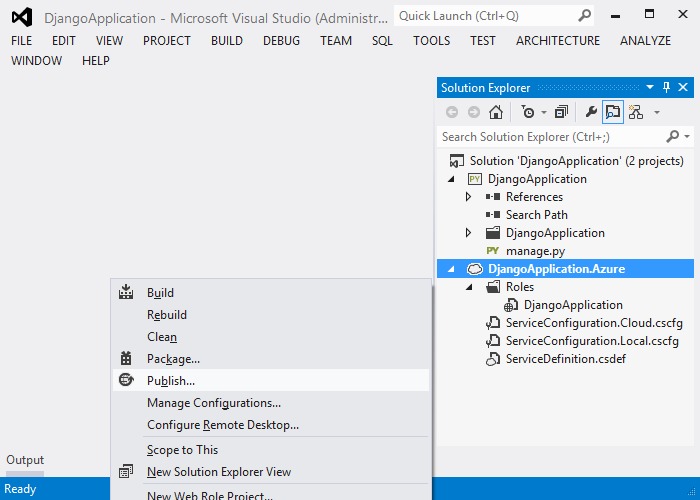 DjangoApplication - Microsoft Visual Studio (Administr...
Quick Launch (Ctrl+Q)
FILE EDIT VIEW PROJECT BUILD DEBUG TEAM SQL TOOLS TEST ARCHITECTURE ANALYZE
WINDOW HELP
Solution Explorer
Search Solution Explorer (Ctrl+;)
Solution 'DjangoApplication' (2 projects)
PY DjangoApplication
References
Search Path
DjangoApplication
PY manage.py
DjangoApplication.Azure
Roles
DjangoApplication
ServiceConfiguration.Cloud.cscfg
ServiceConfiguration.Local.cscfg
ServiceDefinition.csdef
Build
Rebuild
Clean
Package...
Publish...
Manage Configurations...
Configure Remote Desktop...
Scope to This
New Solution Explorer View
New Web Role Project...
Output
Ready